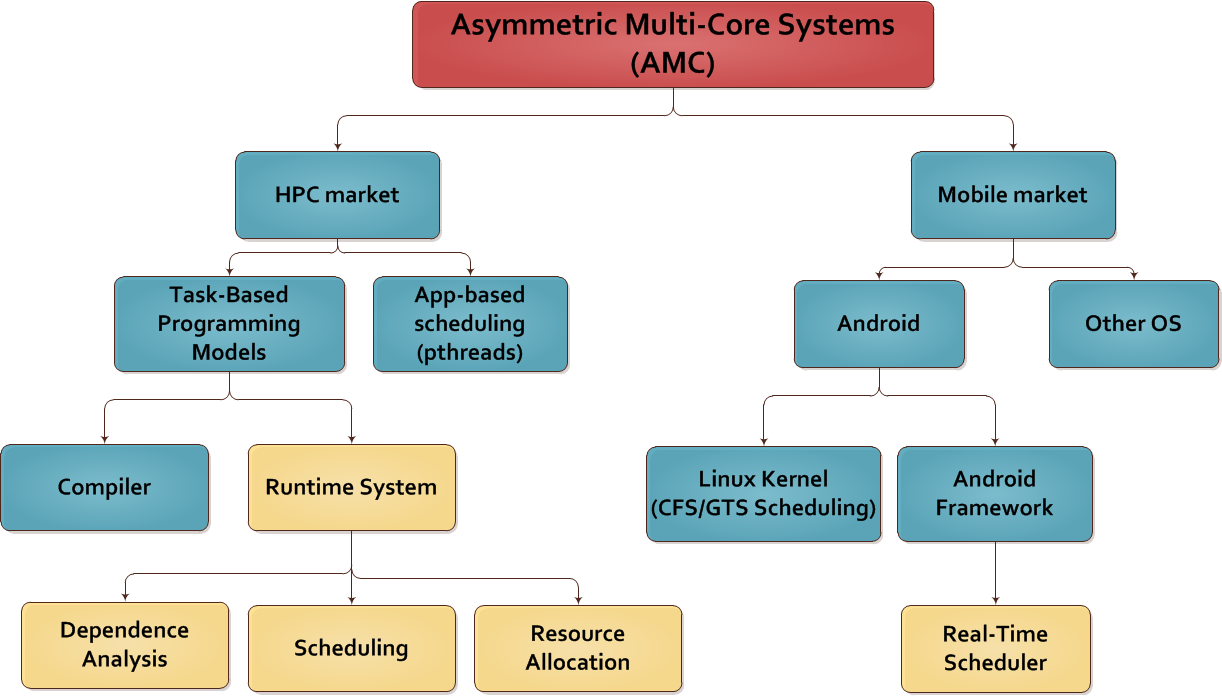 Asymmetric Multi-Core Systems
(AMC)
HPC market
Mobile market
Task-Based
Programming
Models
App-based
scheduling
(pthreads)
Android
Other OS
Compiler
Runtime System
Linux Kernel
(CFS/GTS Scheduling)
Android
Framework
Dependence
Analysis
Scheduling
Resource
Allocation
Real-Time
Scheduler